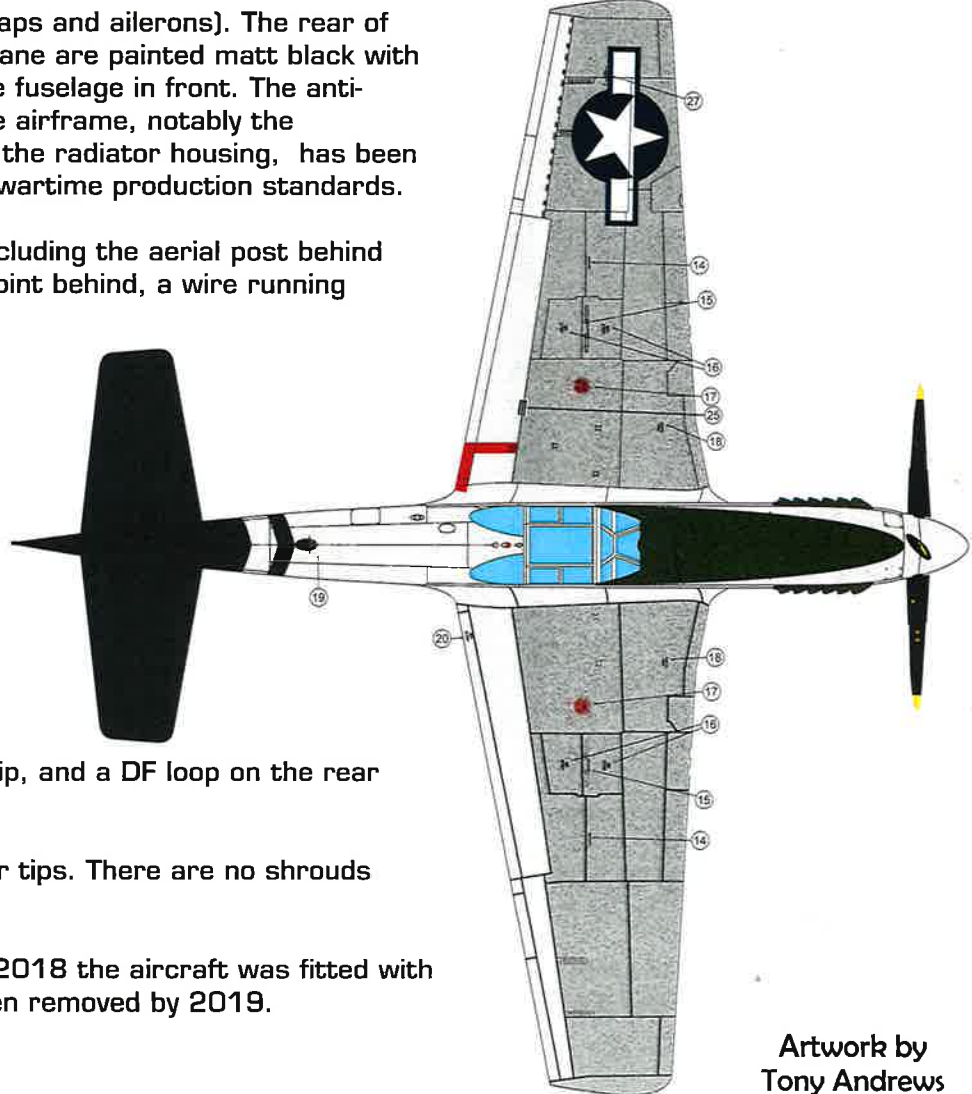 aps and ailerons). The rear of
ane are painted matt black with
e fuselage in front. The anti-
e airframe, notably the
the radiator housing, has been
wartime production standards.
cluding the aerial post behind
oint behind, a wire running
27
14
15
16
17
25
18
19
20
18
17
16
15
14
ip, and a DF loop on the rear
r tips. There are no shrouds
2018 the aircraft was fitted with
en removed by 2019.
Artwork by
Tony Andrews